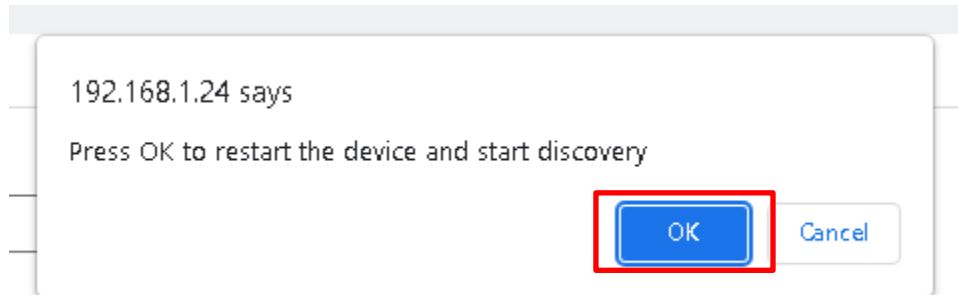 192.168.1.24 says
Press OK to restart the device and start discovery
OK
Cancel